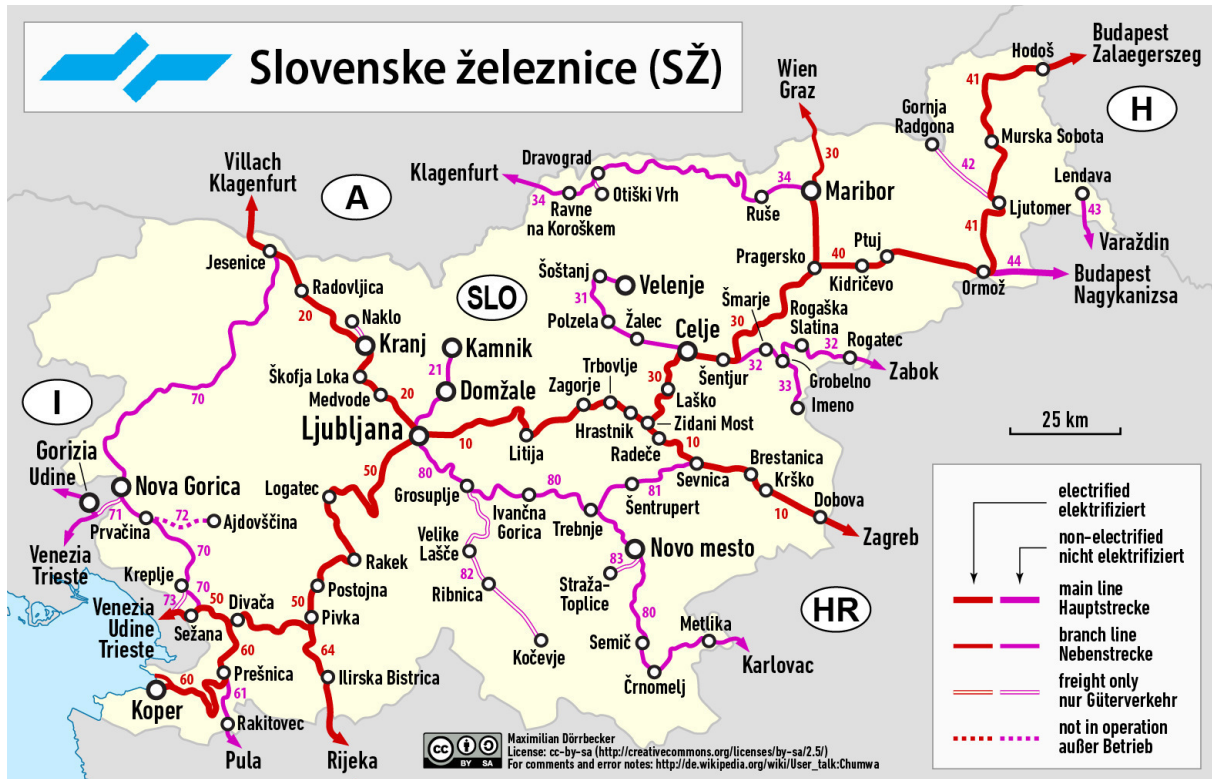 Slovenske železnice (SŽ)
Budapest
Zalaegerszeg
Hodoš
41
H
Wien
Graz
Gornja
Radgona
Murska Sobota
42
30
Villach
Klagenfurt
A
Klagenfurt
Dravograd
34
Ravne
na Koroškem
Otiški Vrh
34
Ruše
Maribor
Lendava
43
Varaždin
Ljutomer
41
Jesenice
Pragersko
40
Ptuj
Kidričevo
Ormož
44
Budapest
Nagykanizsa
Radovljica
20
SLO
Šoštanj
Velenje
31
Polzela
Žalec
Celje
Šmarje
30
Rogaška
Slatina
Rogatec
32
Zabok
Naklo
Kranj
Kamnik
21
Domžale
Škofja Loka
Medvode
20
Šentjur
32
Grobelno
33
Imeno
Trbovlje
Zagorje
30
Laško
Hrastnik
Zidani Most
Radeče
10
70
I
Ljubljana
10
Litija
25 km
Gorizia
Udine
Nova Gorica
71
72
Prvačina
Ajdovščina
Venezia
Trieste
50
Logatec
80
Grosuplje
80
Ivančna
Gorica
Trebnje
81
Šentrupert
Sevnica
Brestanica
Krško
10
Dobova
Zagreb
Velike
Lašče
82
Ribnica
Kočevje
Novo mesto
83
Straža-
Toplice
80
Semič
Črnomelj
Metlika
Karlovac
HR
70
Kreplje
70
73
50
Venezia
Udine
Trieste
Sežana
Divača
Rakek
Postojna
50
Pivka
64
60
Prešnica
60
61
Koper
Rakitovec
Pula
Ilirska Bistrica
Rijeka
electrified
elektrifiziert
non-electrified
nicht elektrifiziert
main line
Hauptstrecke
branch line
Nebenstrecke
freight only
nur Güterverkehr
not in operation
außer Betrieb
cc
BY SA
Maximilian Dörrbecker
License: cc-by-sa (http://creativecommons.org/licenses/by-sa/2.5/)
For comments and error notes: http://de.wikipedia.org/wiki/User_talk:Chumwa